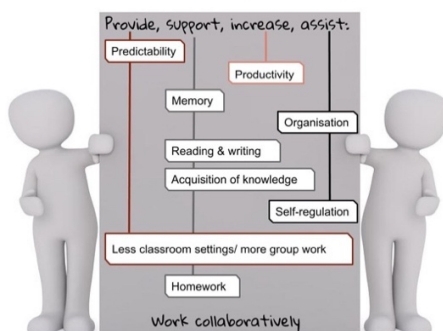 Provide, support, increase, assist:
Predictability
Productivity
Memory
Organisation
Reading & writing
Acquisition of knowledge
Self-regulation
Less classroom settings/ more group work
Homework
Work collaboratively